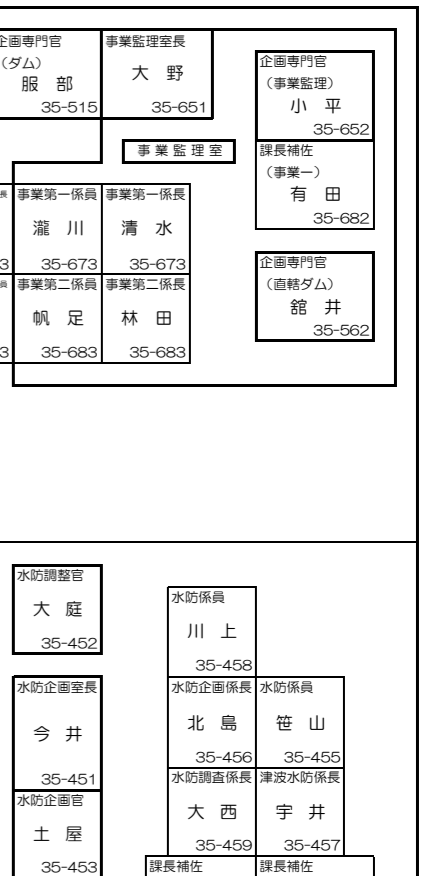 企画専門官
（ダム）
服 部
35-515
事業監理室長
大 野
35-651
企画専門官
（事業監理）
小 平
35-652
事 業 監 理 室
課長補佐
（事業一）
有 田
35-682
長
3
事業第一係員
瀧 川
35-673
事業第一係長
清 水
35-673
員
3
事業第二係員
帆 足
35-683
事業第二係長
林 田
35-683
企画専門官
（直轄ダム）
舘 井
35-562
水防調整官
大 庭
35-452
水防係員
川 上
35-458
水防企画室長
今 井
35-451
水防企画係長
北 島
35-456
水防係員
笹 山
35-455
水防企画官
土 屋
35-453
水防調査係長
大 西
35-459
津波水防係長
宇 井
35-457
課長補佐
課長補佐